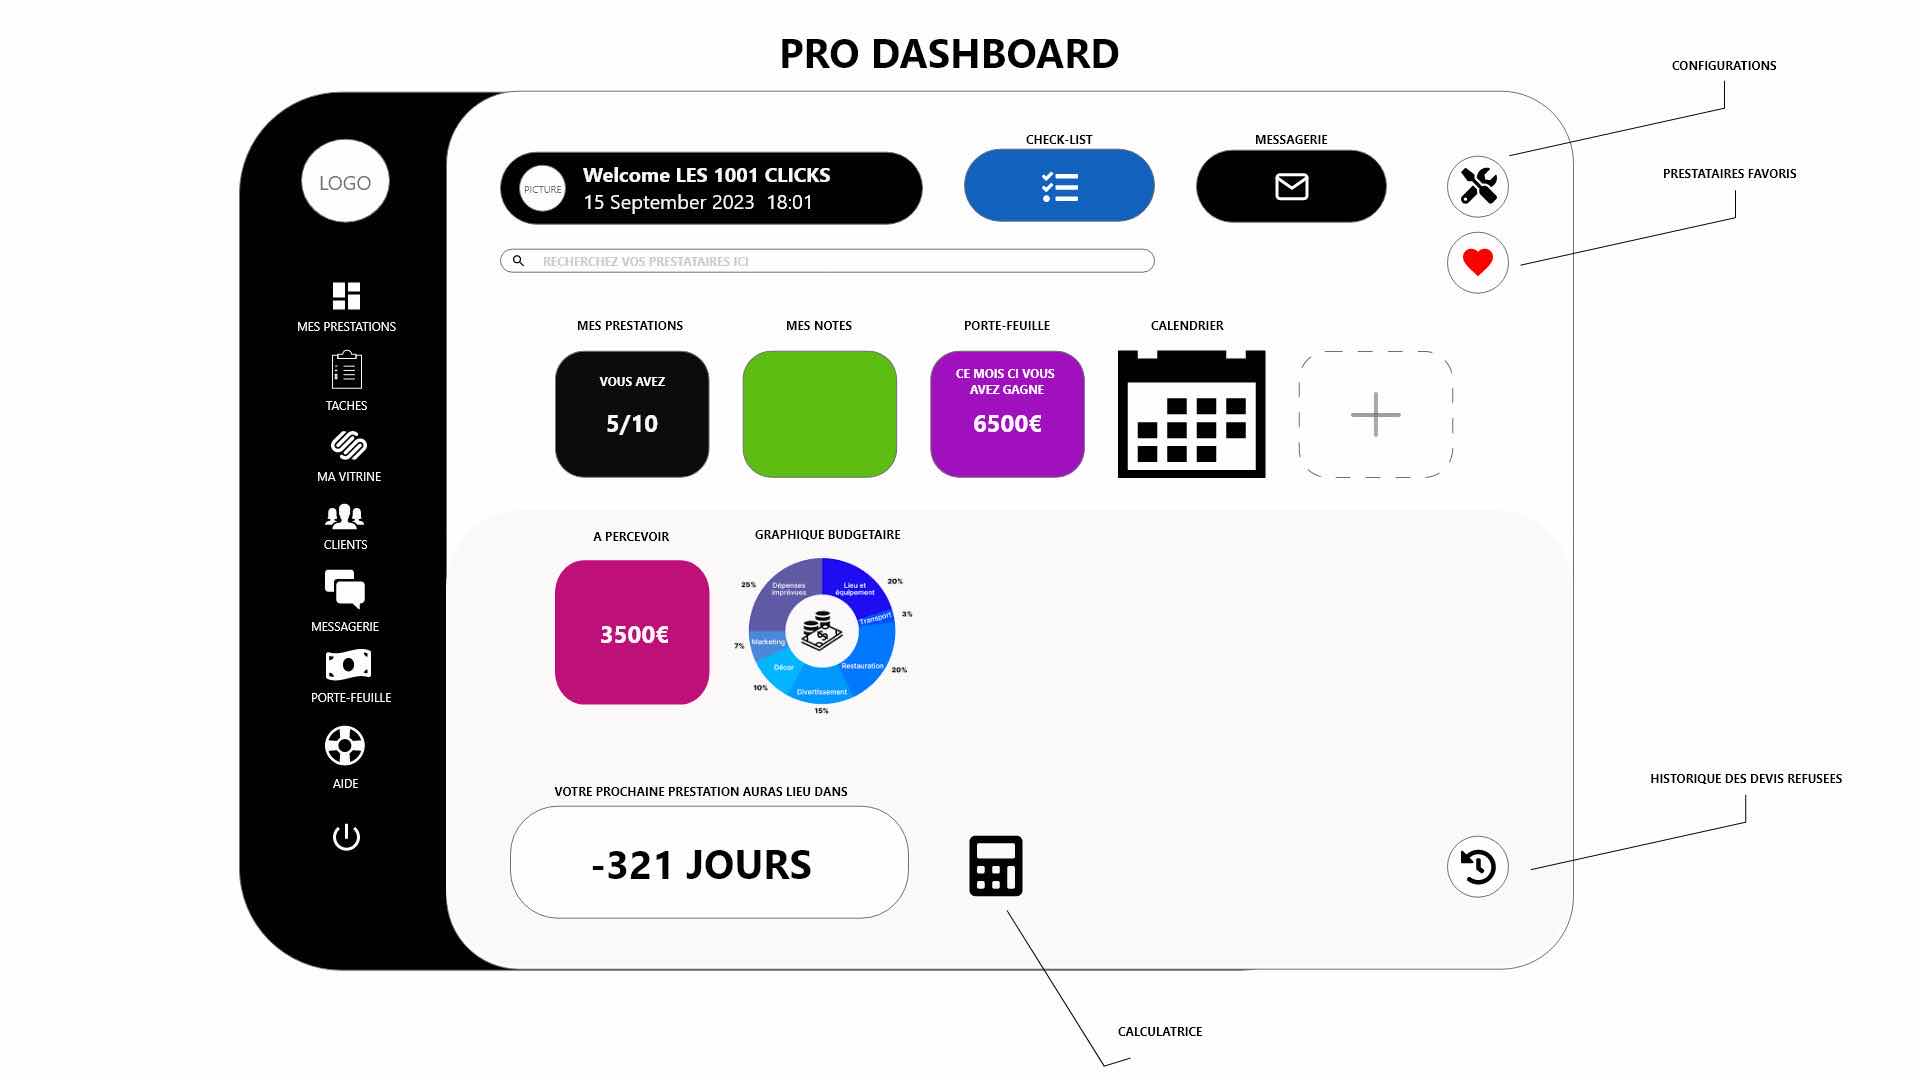 PRO DASHBOARD
CONFIGURATIONS
PRESTATAIRES FAVORIS
LOGO
MES PRESTATIONS
TACHES
MA VITRINE
CLIENTS
MESSAGERIE
PORTE-FEUILLE
AIDE
PICTURE
Welcome LES 1001 CLICKS
15 September 2023 18:01
CHECK-LIST
MESSAGERIE
RECHERCHEZ VOS PRESTATAIRES ICI
MES PRESTATIONS
VOUS AVEZ
5/10
MES NOTES
PORTE-FEUILLE
CE MOIS CI VOUS
AVEZ GAGNE
6500€
CALENDRIER
A PERCEVOIR
3500€
GRAPHIQUE BUDGETAIRE
25%
Dépenses
imprévues
Lieu et
équipement
20%
Transport
3%
7%
Marketing
Restauration
20%
Décor
10%
Divertissement
15%
VOTRE PROCHAINE PRESTATION AURAS LIEU DANS
-321 JOURS
HISTORIQUE DES DEVIS REFUSEES
CALCULATRICE